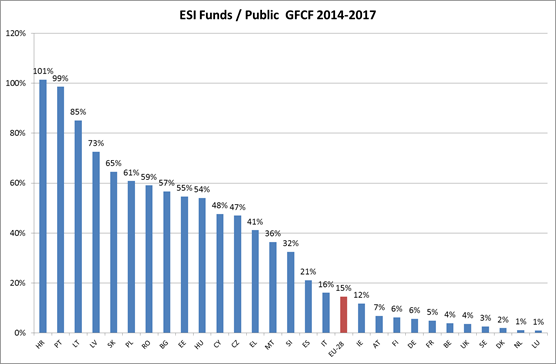 ESI Funds / Public GFCF 2014-2017
120%
100%
80%
60%
40%
20%
0%
101%
99%
85%
73%
65%
61%
59%
57%
55%
54%
48%
47%
41%
36%
32%
21%
16%
15%
12%
7%
6%
6%
5%
4%
4%
3%
2%
1%
1%
HR
PT
LT
LV
SK
PL
RO
BG
EE
HU
CY
CZ
EL
MT
SI
ES
IT
EU-28
IE
AT
FI
DE
FR
BE
UK
SE
DK
NL
LU